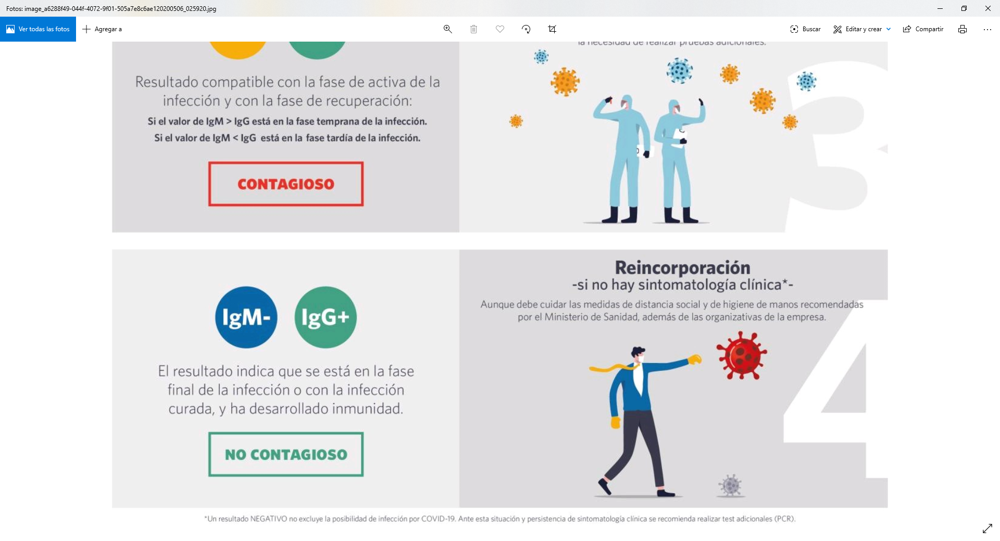 Fotos: image_a6288f49-044f-4072-9f01-505a7e8c6ae120200506_025920.jpg
Ver todas las fotos
Agregar a
Buscar
Editar y crear
Compartir
la necesidad de realizar pruebas adicionales.
Resultado compatible con la fase de activa de la
infección y con la fase de recuperación:
Si el valor de IgM > IgG está en la fase temprana de la infección.
Si el valor de IgM < IgG está en la fase tardía de la infección.
CONTAGIOSO
3
IgM-
IgG+
El resultado indica que se está en la fase
final de la infección o con la infección
curada, y ha desarrollado inmunidad.
NO CONTAGIOSO
Reincorporación
-si no hay sintomatología clínica*-
Aunque debe cuidar las medidas de distancia social y de higiene de manos recomendadas
por el Ministerio de Sanidad, además de las organizativas de la empresa.
4
*Un resultado NEGATIVO no excluye la posibilidad de infección por COVID-19. Ante esta situación y persistencia de sintomatología clínica se recomienda realizar test adicionales (PCR).